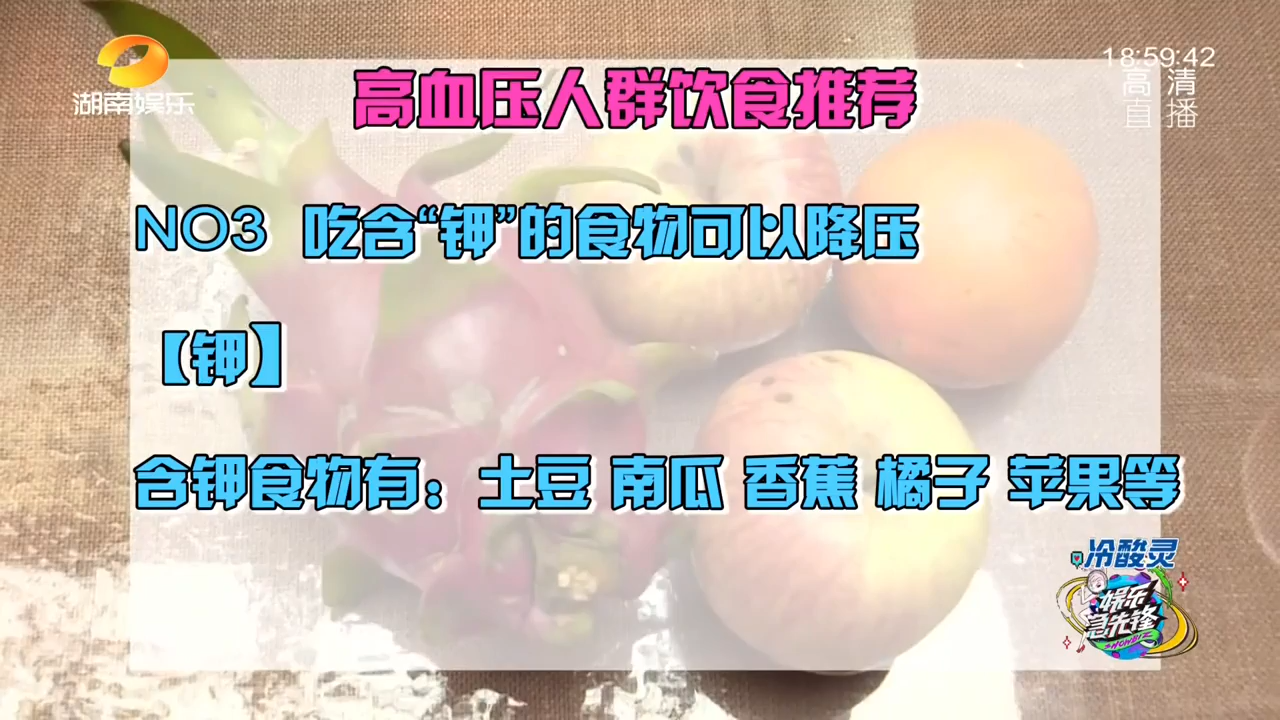 湖南娱乐
18:59:42
高清
直播
高血压人群饮食推荐
NO3 吃含“钾”的食物可以降压
【钾】
含钾食物有：土豆 南瓜 香蕉 橘子 苹果等
冷酸灵
娱乐
急先锋
SHOWBIZ